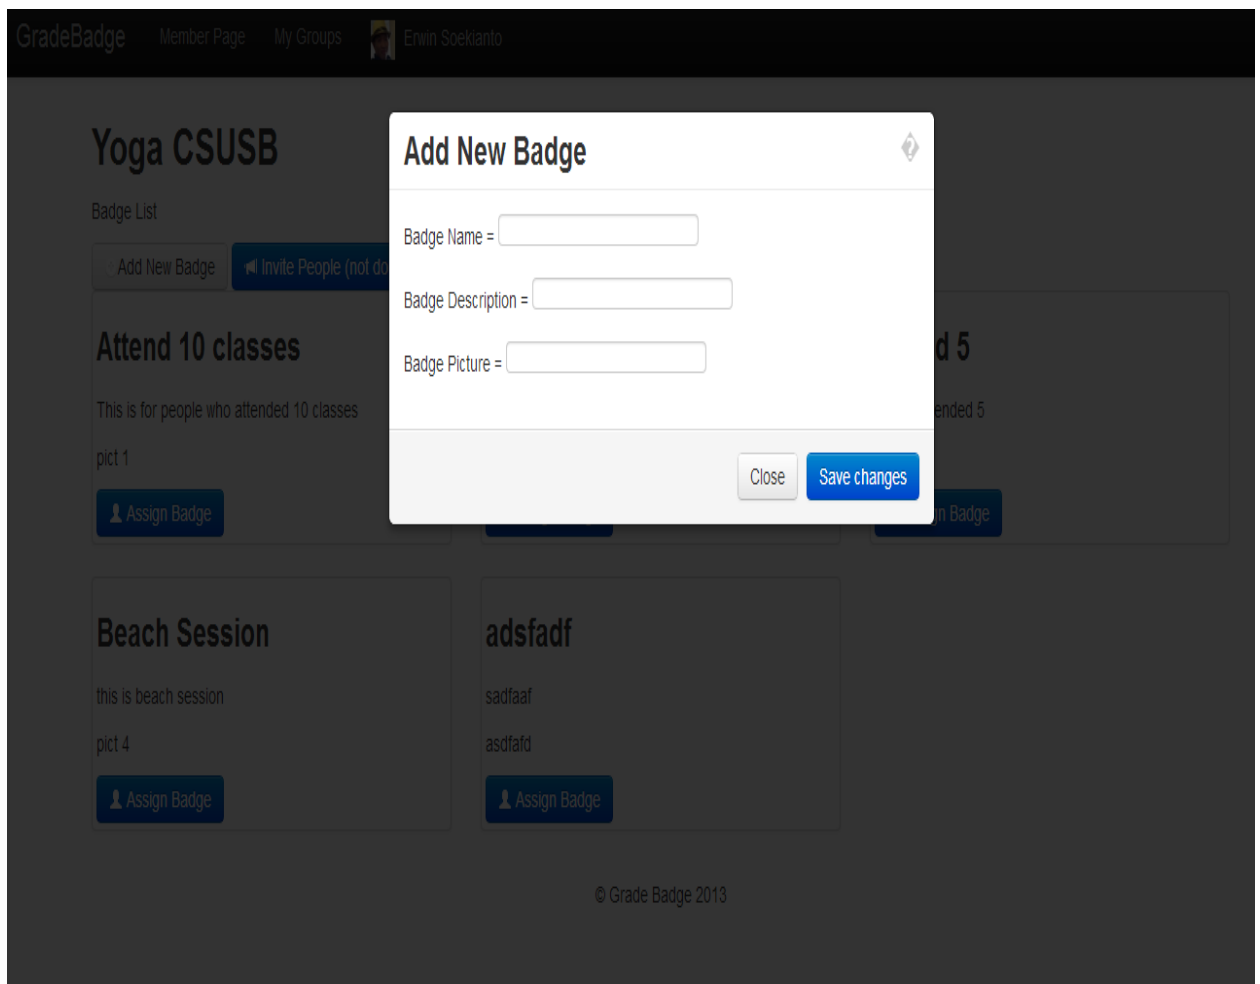 GradeBadge Member Page My Groups Erwin Soekianto
Yoga CSUSB
Badge List
Add New Badge Invite People (not do
Add New Badge �
Badge Name =
Badge Description =
Badge Picture =
Close Save changes
Attend 10 classes
This is for people who attended 10 classes
pict 1
Assign Badge
d 5
ended 5
gn Badge
Beach Session
this is beach session
pict 4
Assign Badge
adsfadf
sadfaaf
asdfafd
Assign Badge
© Grade Badge 2013